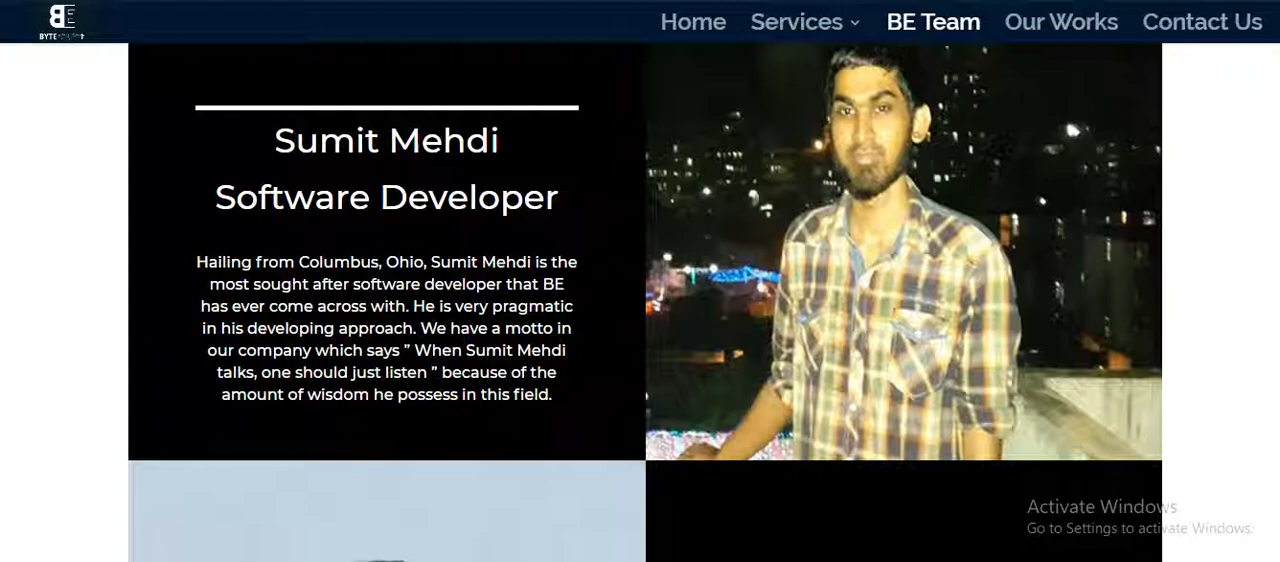 BE
Home Services BE Team Our Works Contact Us
Sumit Mehdi
Software Developer
Hailing from Columbus, Ohio, Sumit Mehdi is the
most sought after software developer that BE
has ever come across with. He is very pragmatic
in his developing approach. We have a motto in
our company which says ” When Sumit Mehdi
talks, one should just listen ” because of the
amount of wisdom he possess in this field.
Activate Windows
Go to Settings to activate Windows.